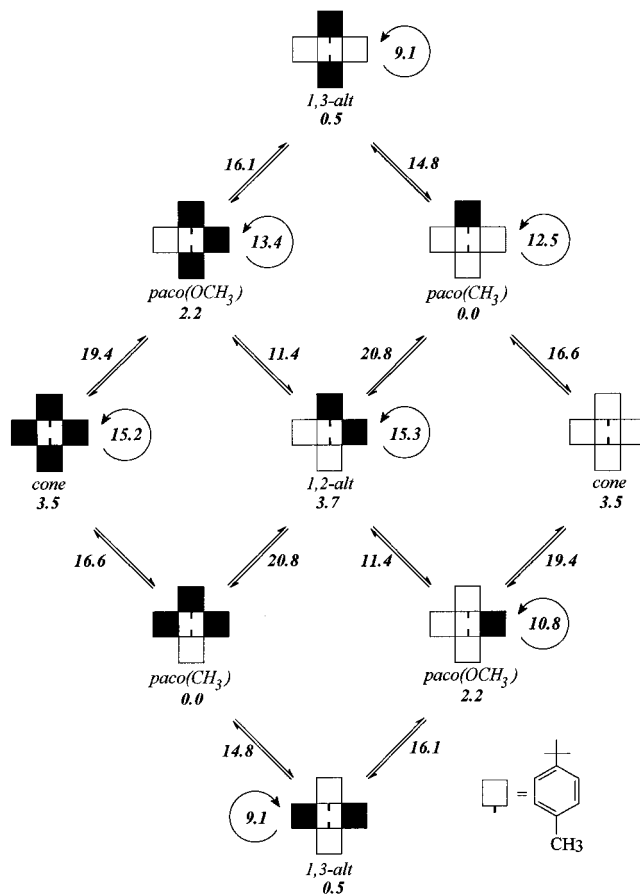 9.1
1,3-alt
0.5
16.1
14.8
13.4
12.5
paco(OCH3)
2.2
paco(CH3)
0.0
19.4
11.4
20.8
16.6
15.2
15.3
cone
3.5
1,2-alt
3.7
cone
3.5
16.6
20.8
11.4
19.4
10.8
paco(CH3)
0.0
paco(OCH3)
2.2
14.8
16.1
9.1
1,3-alt
0.5
=
CH3